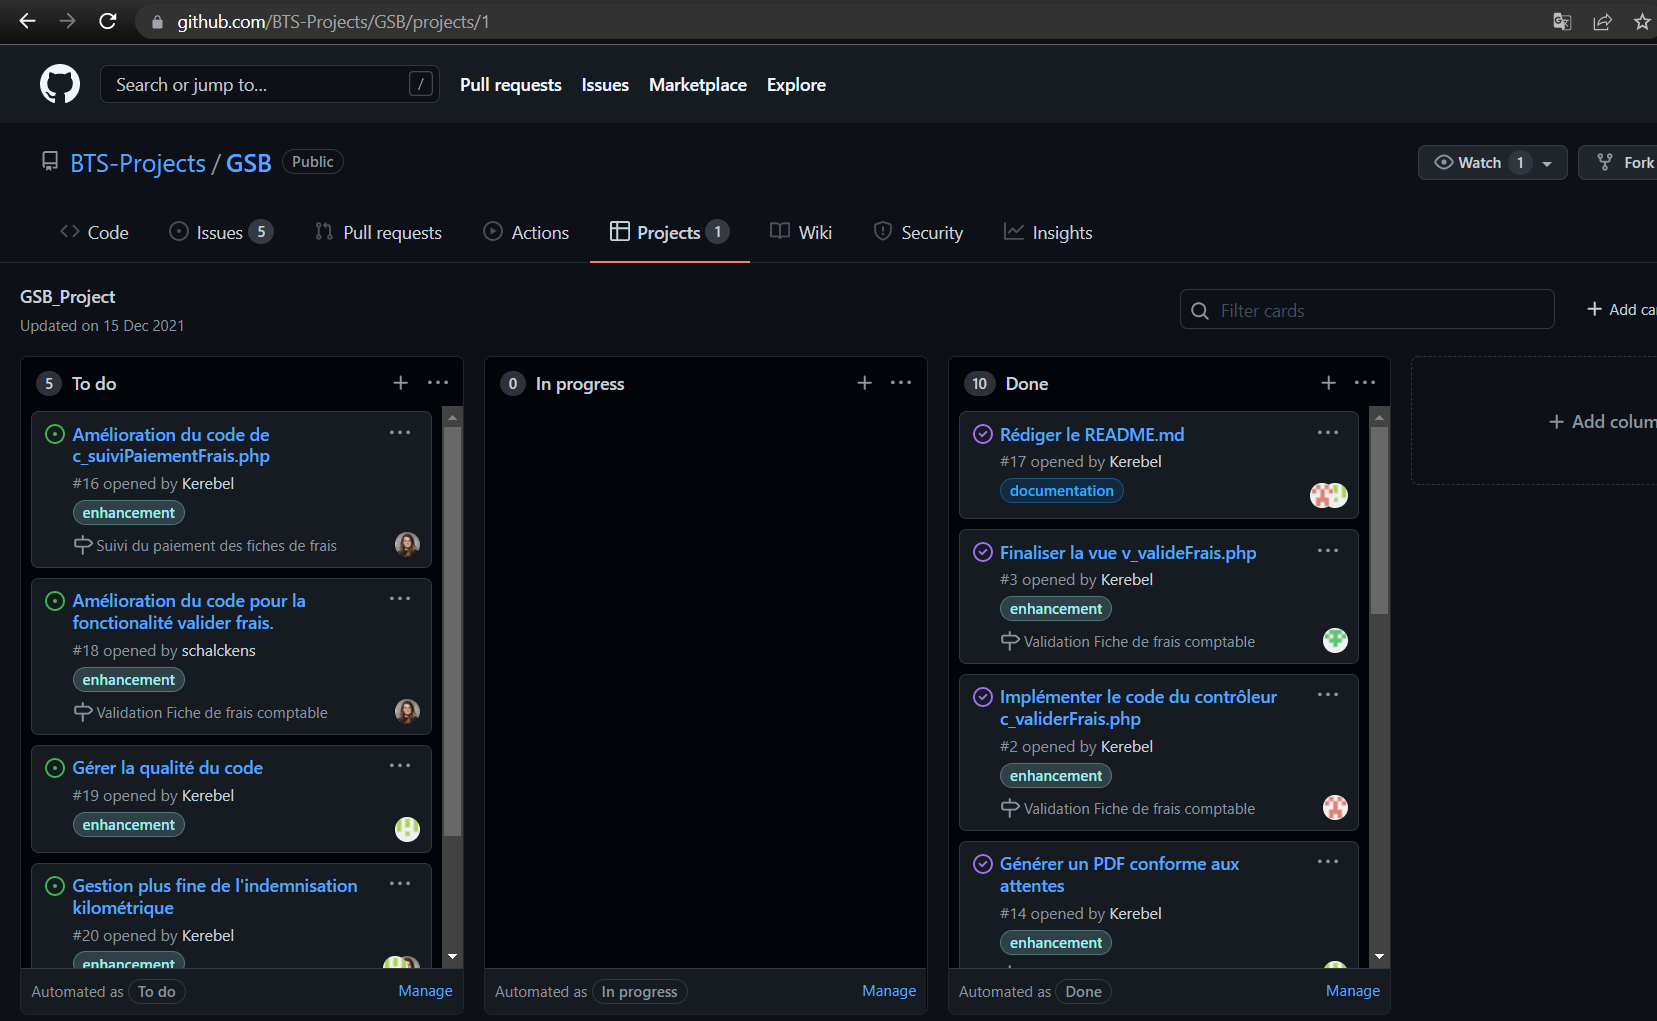 github.com/BTS-Projects/GSB/projects/1
Search or jump to... /
Pull requests Issues Marketplace Explore
BTS-Projects / GSB Public
Watch 1 Fork
Code Issues 5 Pull requests Actions Projects 1 Wiki Security Insights
GSB_Project
Updated on 15 Dec 2021
Filter cards
Add ca
5 To do
Amélioration du code de
c_suiviPaiementFrais.php
#16 opened by Kerebel
enhancement
Suivi du paiement des fiches de frais
Amélioration du code pour la
fonctionalité valider frais.
#18 opened by schalckens
enhancement
Validation Fiche de frais comptable
Gérer la qualité du code
#19 opened by Kerebel
enhancement
Gestion plus fine de l'indemnisation
kilométrique
#20 opened by Kerebel
enhancement
Automated as To do Manage
0 In progress
Automated as In progress Manage
10 Done
Rédiger le README.md
#17 opened by Kerebel
documentation
Finaliser la vue v_valideFrais.php
#3 opened by Kerebel
enhancement
Validation Fiche de frais comptable
Implémenter le code du contrôleur
c_validerFrais.php
#2 opened by Kerebel
enhancement
Validation Fiche de frais comptable
Générer un PDF conforme aux
attentes
#14 opened by Kerebel
enhancement
Automated as Done Manage
+ Add colum